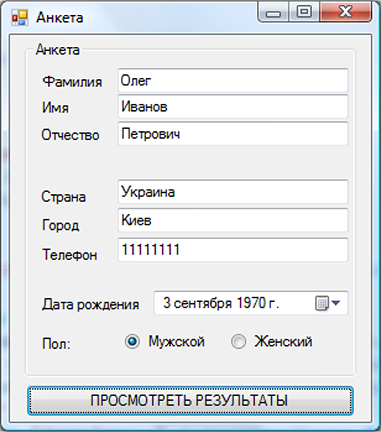 Анкета
Анкета
Фамилия Олег
Имя Иванов
Отчество Петрович
Страна Украина
Город Киев
Телефон 11111111
Дата рождения 3 сентября 1970 г.
Пол: Мужской Женский
ПРОСМОТРЕТЬ РЕЗУЛЬТАТЫ